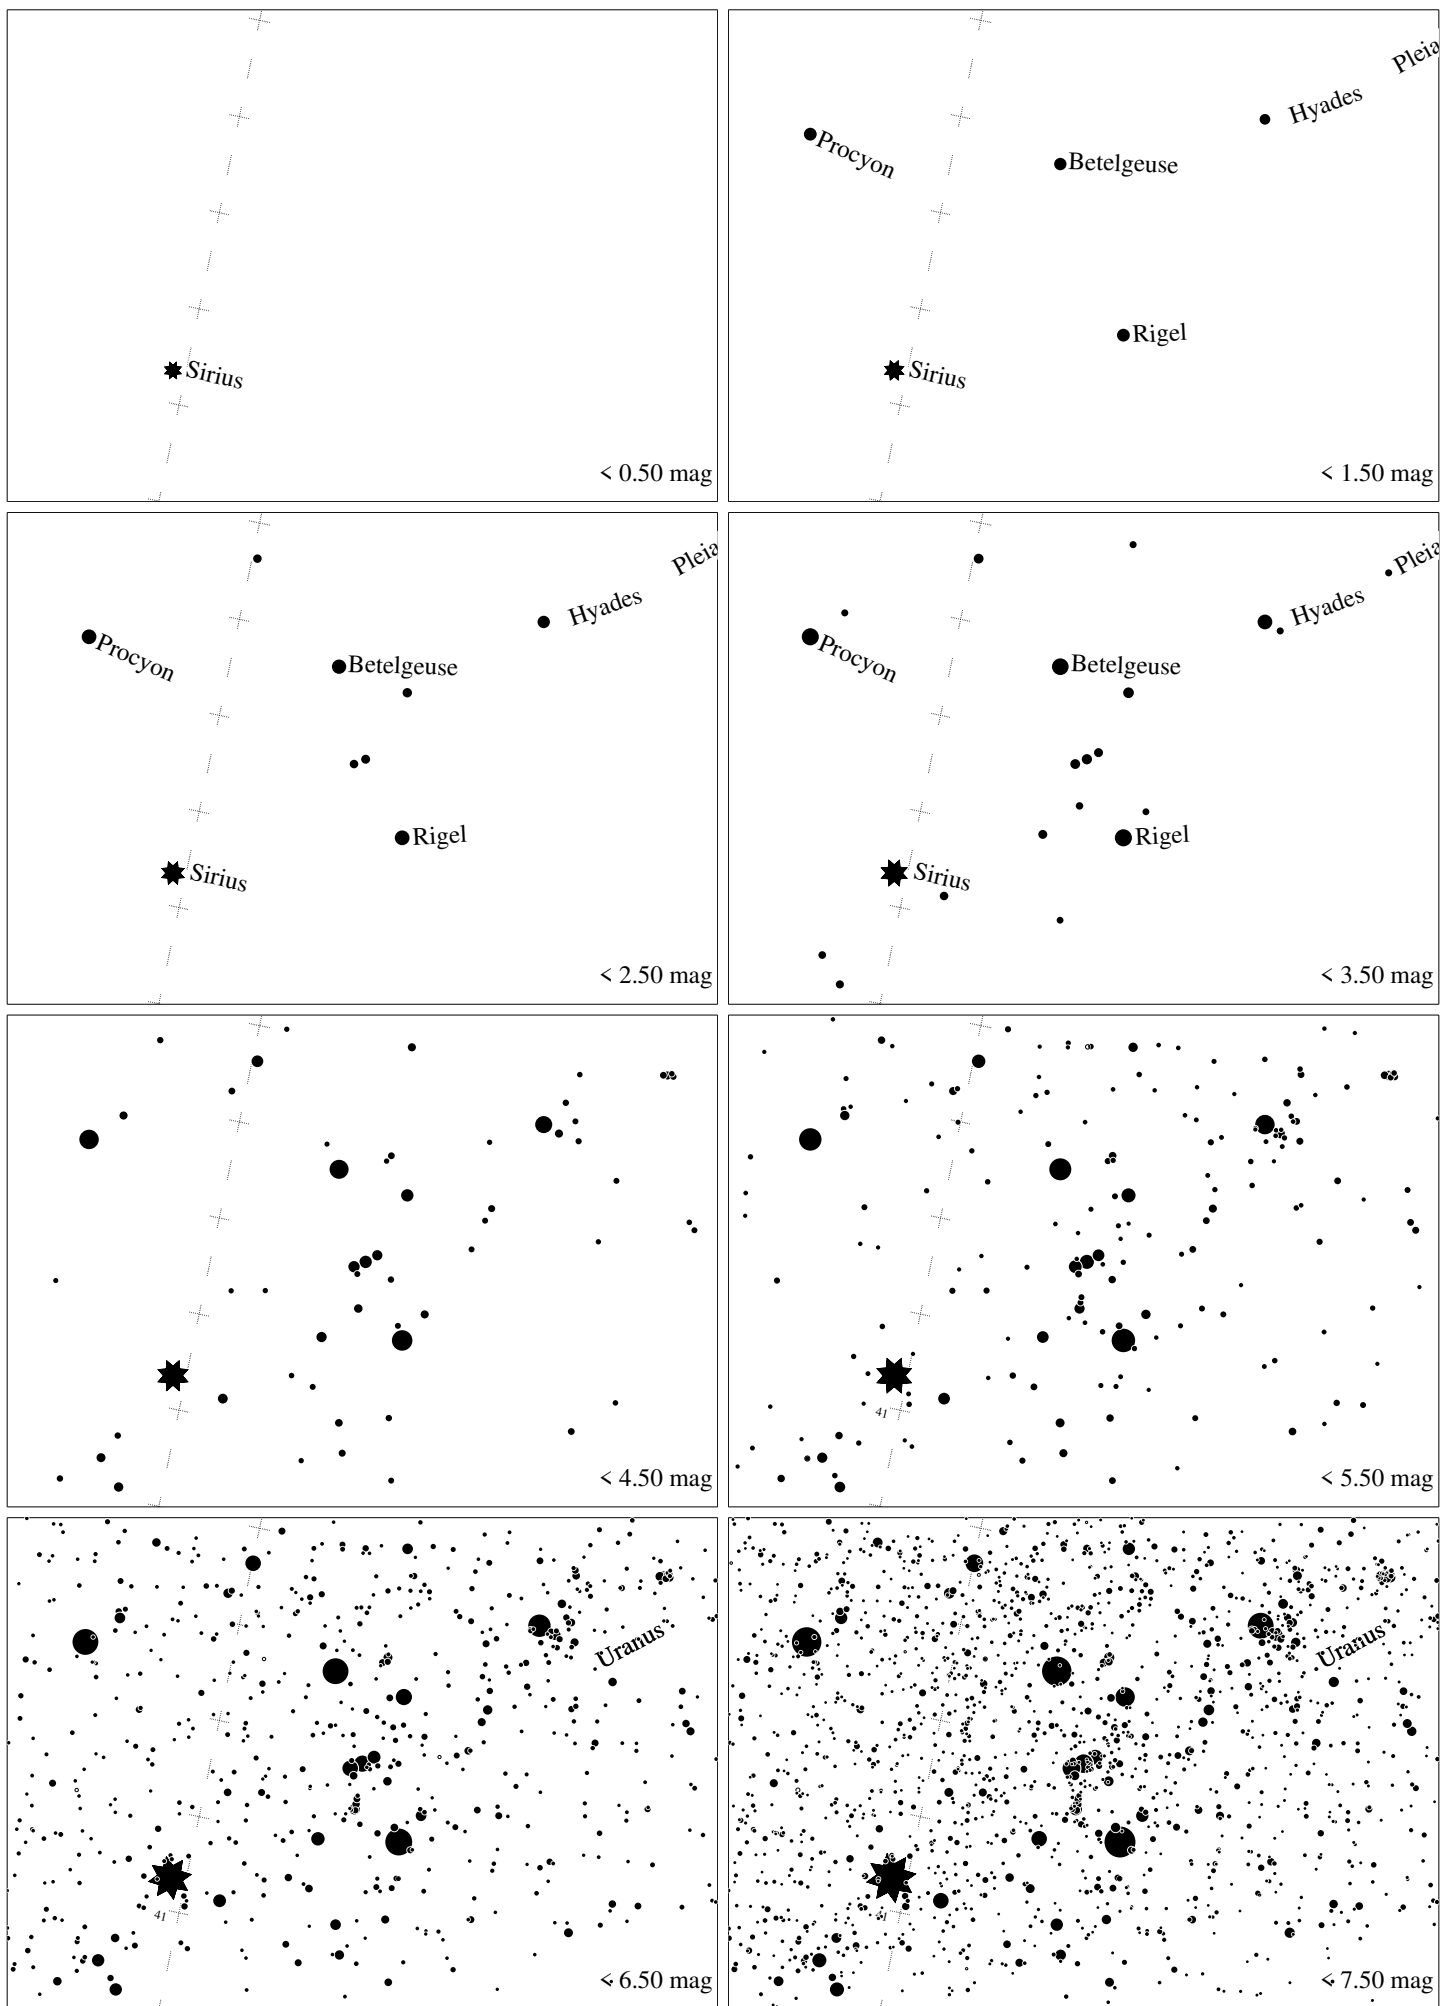 Sirius
< 0.50 mag
Pleia
Hyades
Procyon
Betelgeuse
Rigel
Sirius
< 1.50 mag
Pleia
Hyades
Procyon
Betelgeuse
Rigel
Sirius
< 2.50 mag
Pleia
Hyades
Procyon
Betelgeuse
Rigel
Sirius
< 3.50 mag
< 4.50 mag
41
< 5.50 mag
Uranus
41
< 6.50 mag
Uranus
41
< 7.50 mag